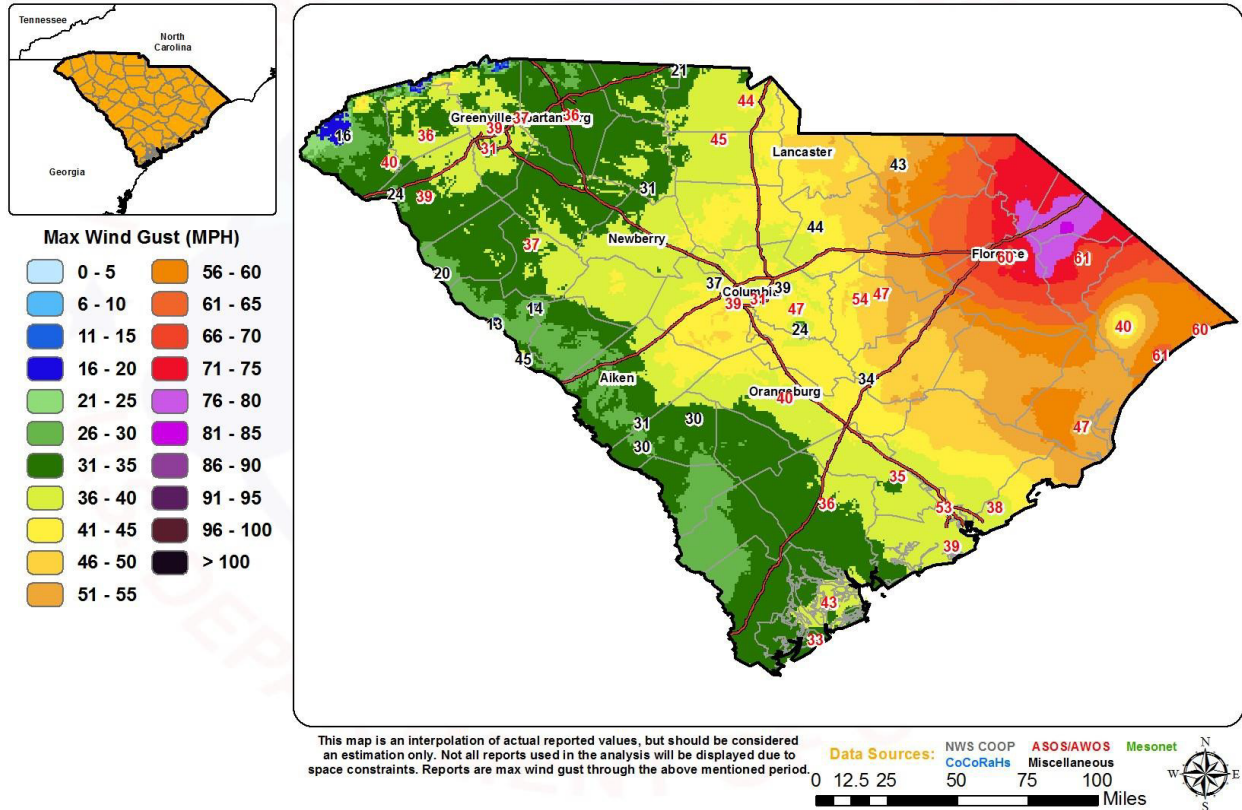 Tennessee
North
Carolina
Georgia
Max Wind Gust (MPH)
0 - 5
6 - 10
11 - 15
16 - 20
21 - 25
26 - 30
31 - 35
36 - 40
41 - 45
46 - 50
51 - 55
56 - 60
61 - 65
66 - 70
71 - 75
76 - 80
81 - 85
86 - 90
91 - 95
96 - 100
> 100
21
44
37
36
Greenville
39
36
16
45
31
Lancaster
43
40
24
39
31
44
37
Newberry
60
61
20
37
39
Columbia
39
31
54
47
47
14
24
40
60
13
45
61
Aiken
34
Orangeburg
40
31
30
47
30
35
36
53
38
39
43
33
This map is an interpolation of actual reported values, but should be considered
an estimation only. Not all reports used in the analysis will be displayed due to
space constraints. Reports are max wind gust through the above mentioned period.
Data Sources: NWS COOP ASOS/AWOS Mesonet
CoCoRaHs Miscellaneous
0 12.5 25 50 75 100
Miles
N
W E
S